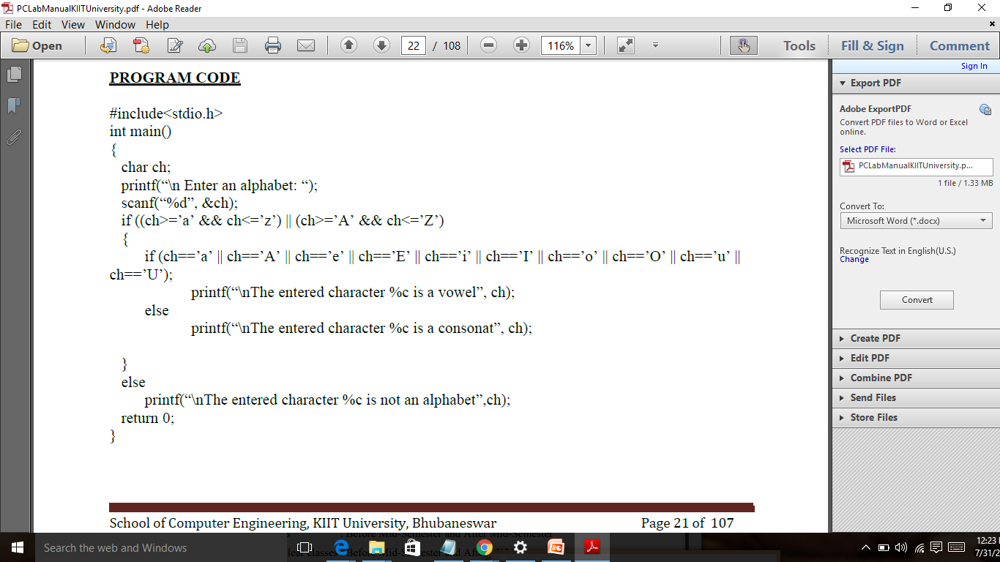 PCLabManualKIITUniversity.pdf - Adobe Reader
File Edit View Window Help
Open 22 / 108 116% Tools Fill & Sign Comment
Sign In
PROGRAM CODE
#include<stdio.h>
int main()
{
char ch;
printf(“\n Enter an alphabet: “);
scanf(“%d”, &ch);
if ((ch>=’a’ && ch<=’z’) || (ch>=’A’ && ch<=’Z’)
{
if (ch==’a’ || ch==’A’ || ch==’e’ || ch==’E’ || ch==’i’ || ch==’I’ || ch==’o’ || ch==’O’ || ch==’u’ ||
ch==’U’);
printf(“\nThe entered character %c is a vowel”, ch);
else
printf(“\nThe entered character %c is a consonat”, ch);
}
else
printf(“\nThe entered character %c is not an alphabet”,ch);
return 0;
}
School of Computer Engineering, KIIT University, Bhubaneswar Page 21 of 107
Export PDF
Adobe ExportPDF
Convert PDF files to Word or Excel
online.
Select PDF File:
PCLabManualKIITUniversity.p...
1 file / 1.33 MB
Convert To:
Microsoft Word (*.docx)
Recognize Text in English(U.S.)
Change
Convert
Create PDF
Edit PDF
Combine PDF
Send Files
Store Files
: Before Mid-Semester and After Mid-Semester
Search the web and Windows
classes Before Mid-Semester and
12:23
7/31/2